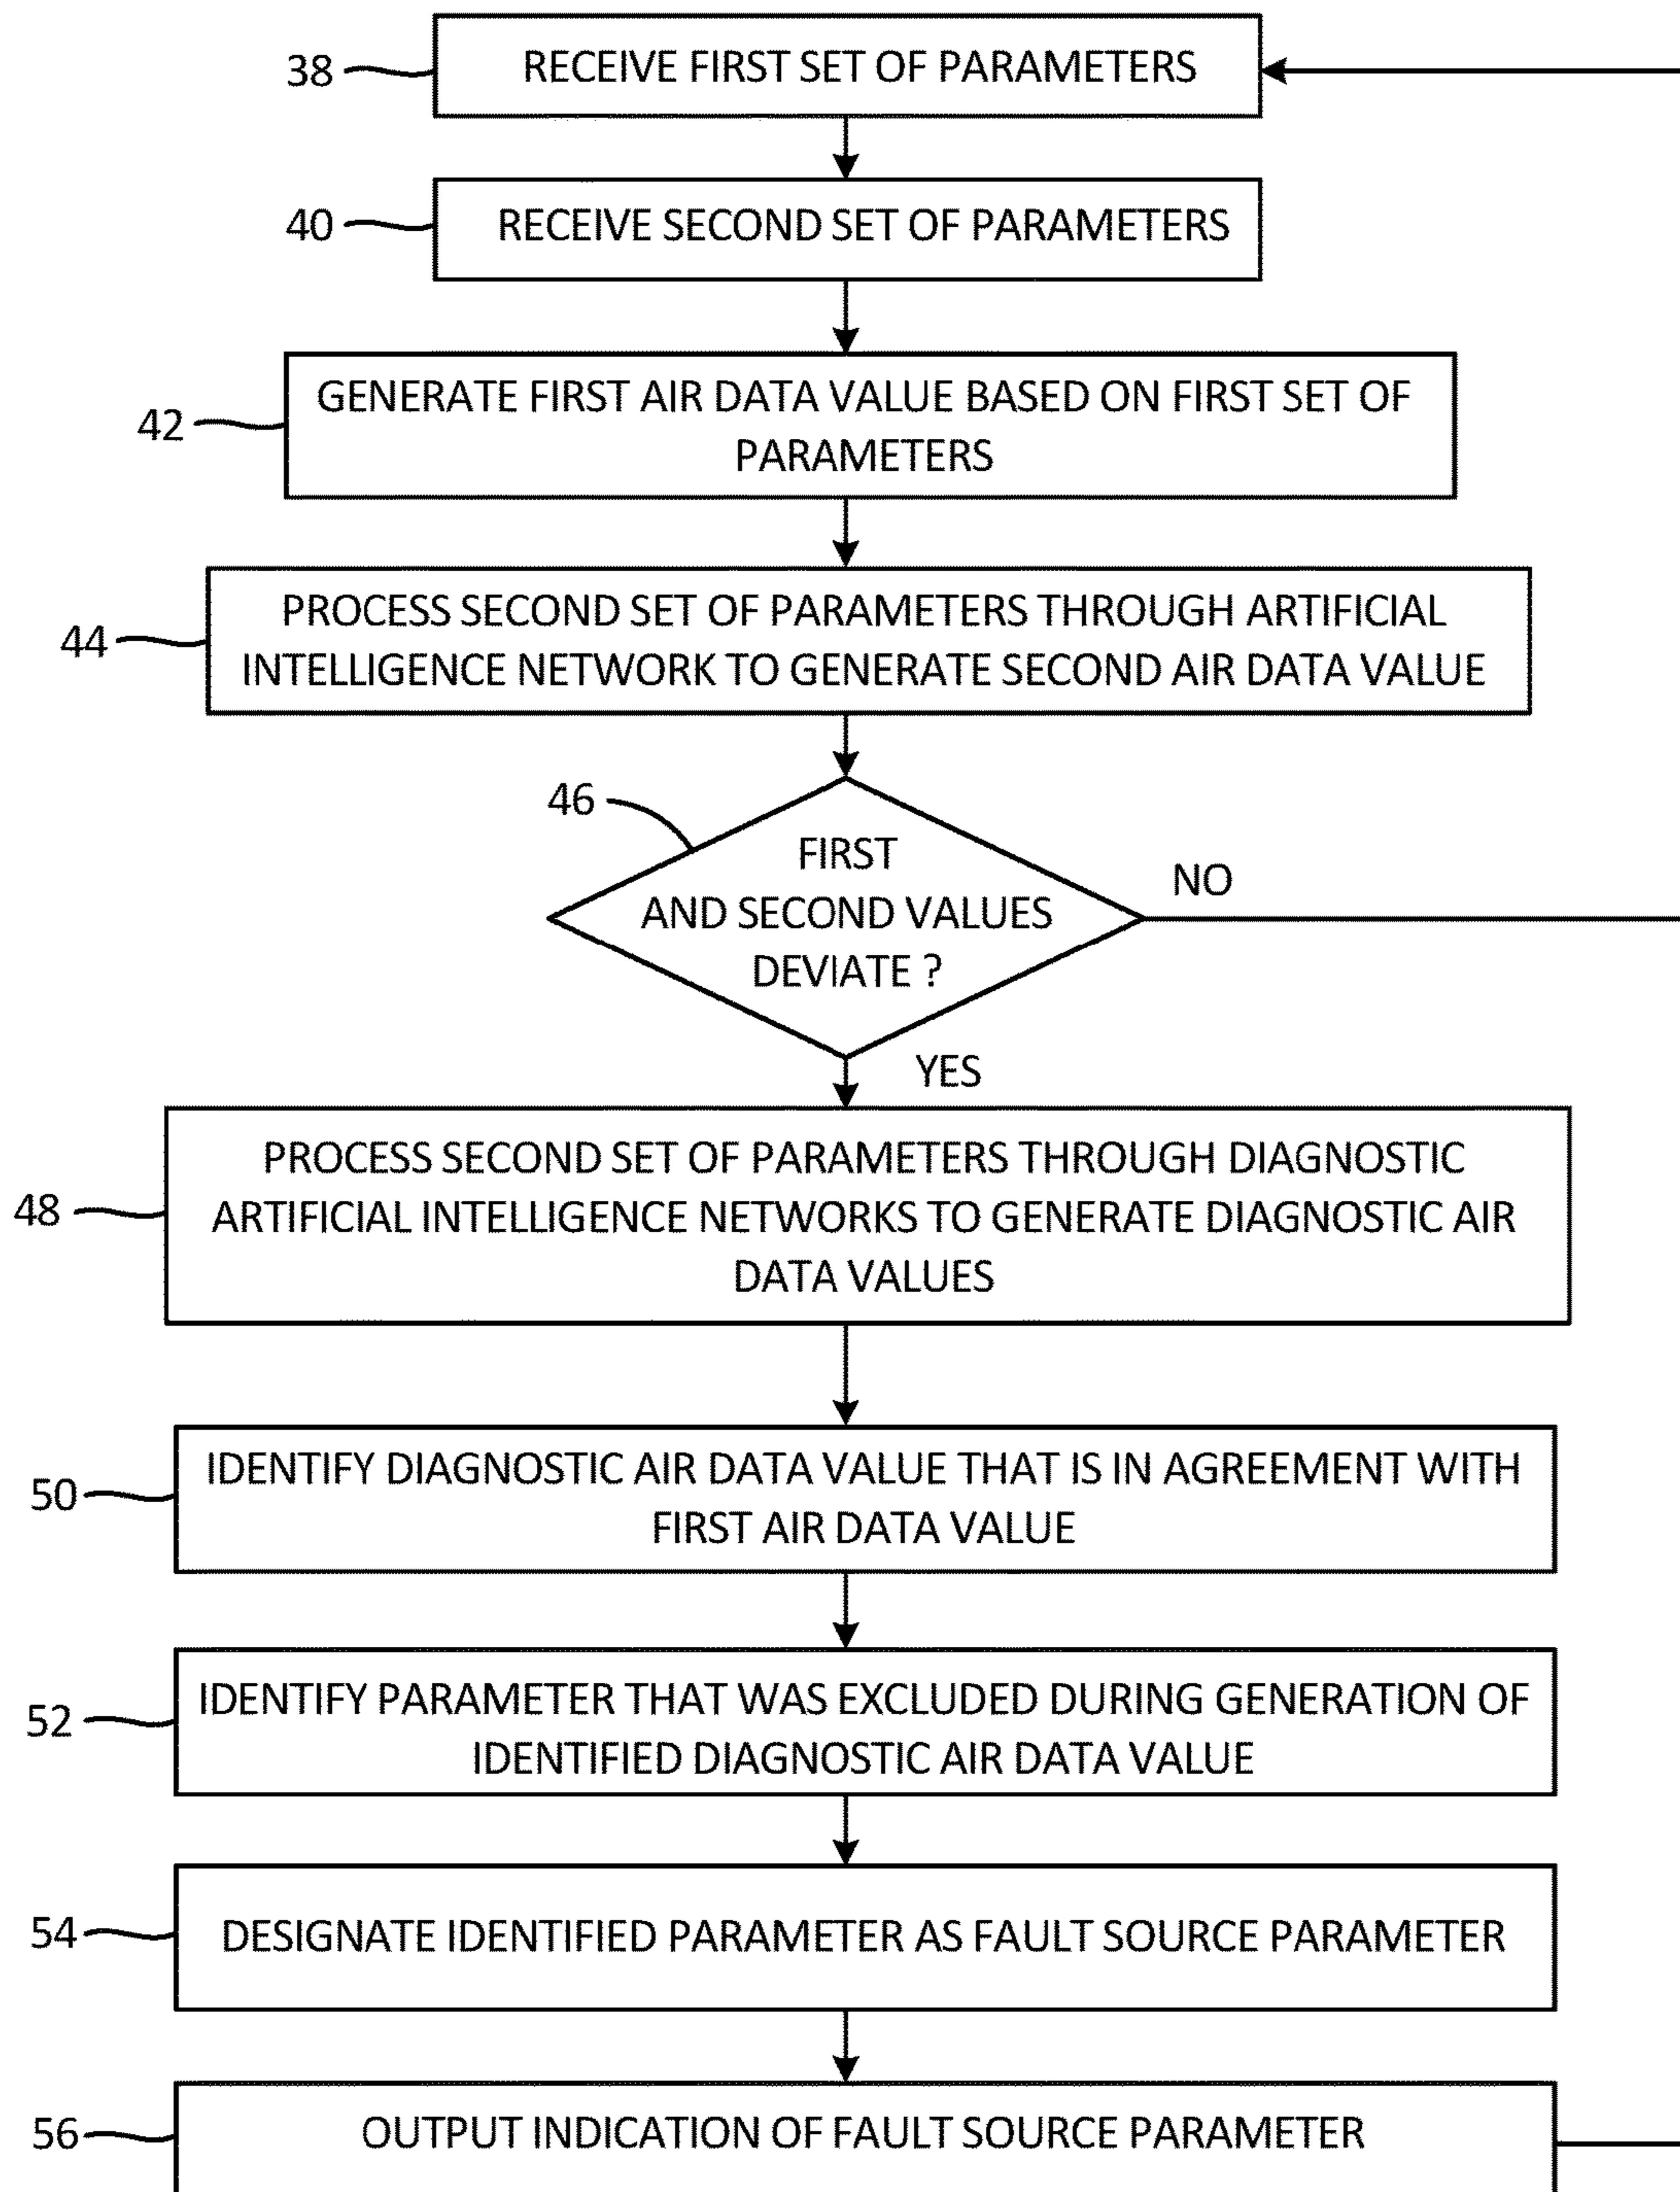 38
RECEIVE FIRST SET OF PARAMETERS
40
RECEIVE SECOND SET OF PARAMETERS
42
GENERATE FIRST AIR DATA VALUE BASED ON FIRST SET OF
PARAMETERS
44
PROCESS SECOND SET OF PARAMETERS THROUGH ARTIFICIAL
INTELLIGENCE NETWORK TO GENERATE SECOND AIR DATA VALUE
46
FIRST
AND SECOND VALUES
DEVIATE ?
NO
YES
48
PROCESS SECOND SET OF PARAMETERS THROUGH DIAGNOSTIC
ARTIFICIAL INTELLIGENCE NETWORKS TO GENERATE DIAGNOSTIC AIR
DATA VALUES
50
IDENTIFY DIAGNOSTIC AIR DATA VALUE THAT IS IN AGREEMENT WITH
FIRST AIR DATA VALUE
52
IDENTIFY PARAMETER THAT WAS EXCLUDED DURING GENERATION OF
IDENTIFIED DIAGNOSTIC AIR DATA VALUE
54
DESIGNATE IDENTIFIED PARAMETER AS FAULT SOURCE PARAMETER
56
OUTPUT INDICATION OF FAULT SOURCE PARAMETER